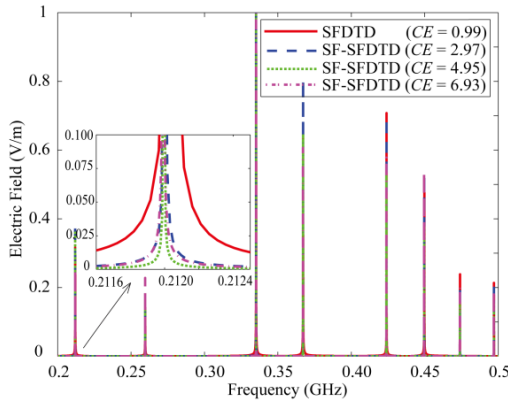 SFDTD (CE = 0.99)
SF-SFDTD (CE = 2.97)
SF-SFDTD (CE = 4.95)
SF-SFDTD (CE = 6.93)
1
0.8
0.6
0.4
0.2
0
Electric Field (V/m)
0.100
0.075
0.050
0.025
0
0.2116 0.2120 0.2124
0.2 0.25 0.30 0.35 0.40 0.45 0.5
Frequency (GHz)